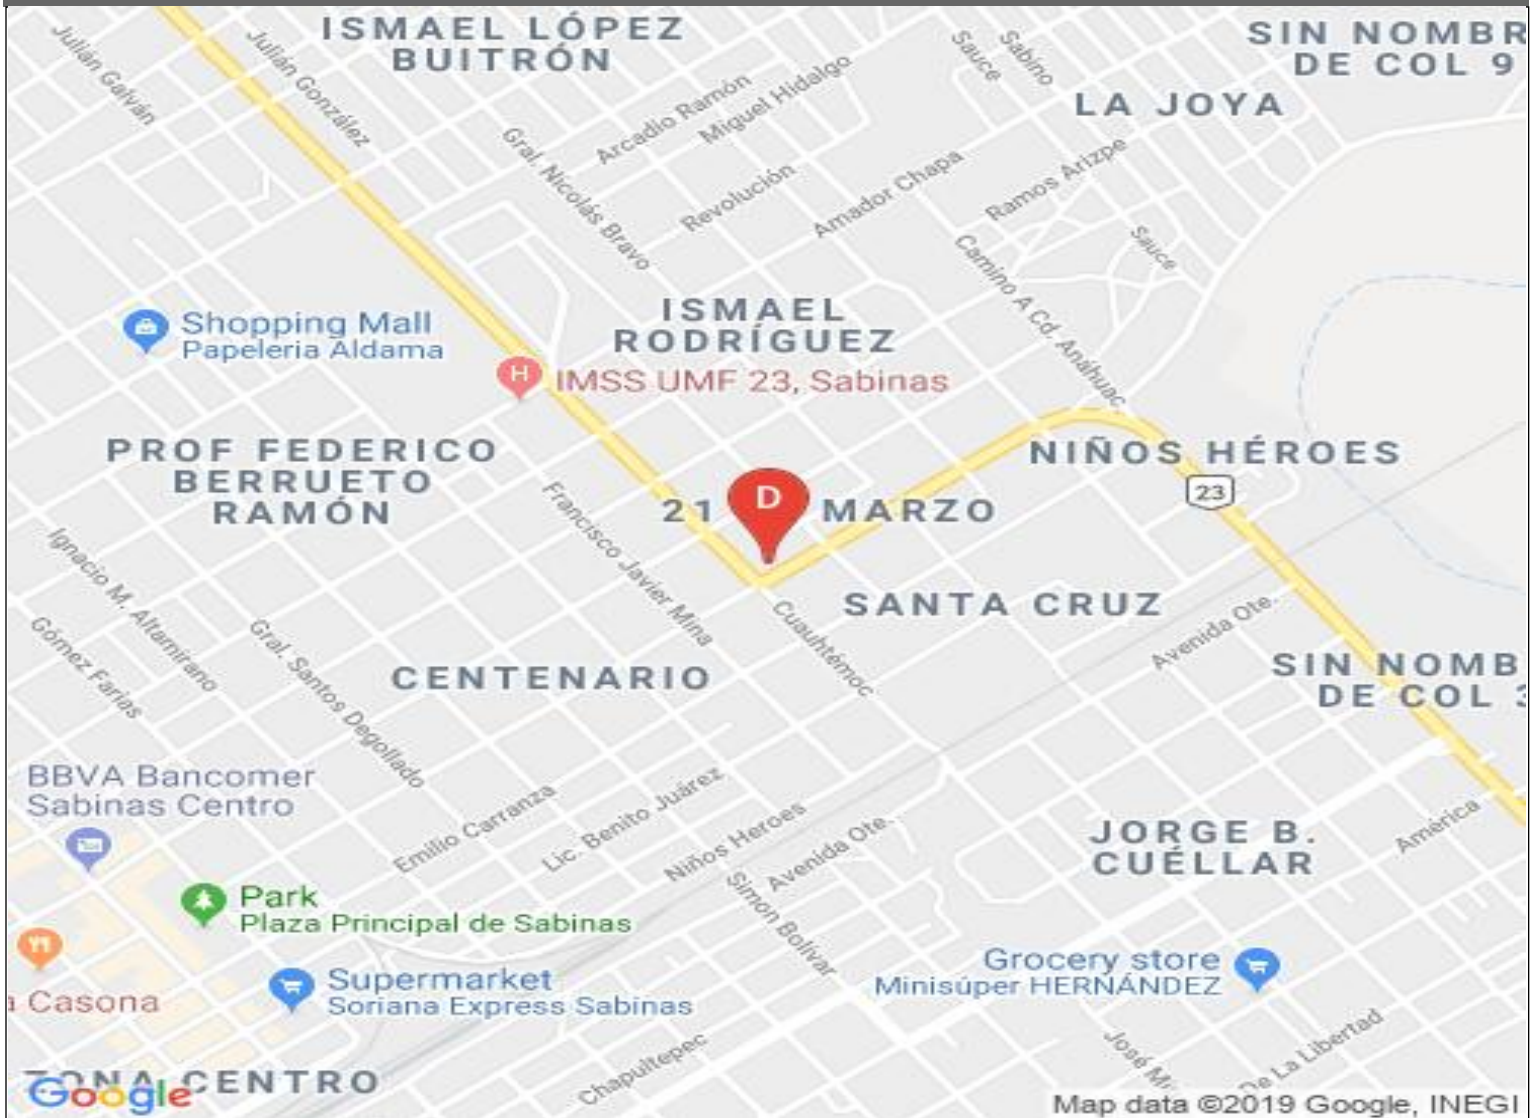 ISMAEL LÓPEZ
BUITRÓN
SIN NOMBR
DE COL 9
Julián Galván
Julián González
Sauce
Sabino
LA JOYA
Arcadio Ramón
Miguel Hidalgo
Gral. Nicolás Bravo
Revolución
Amador Chapa
Ramos Arizpe
Sauce
Camino A Cd. Anáhuac
Shopping Mall
Papeleria Aldama
ISMAEL
RODRÍGUEZ
H
IMSS UMF 23, Sabinas
PROF FEDERICO
BERRUETO
RAMÓN
NIÑOS HÉROES
23
21
D
MARZO
Francisco Javier Mina
Ignacio M. Altamirano
Gómez Farías
Gral. Santos Degollado
Cuauhtémoc
SANTA CRUZ
Avenida Ote.
CENTENARIO
SIN NOMB
DE COL 3
BBVA Bancomer
Sabinas Centro
Emilio Carranza
Lic. Benito Juárez
Niños Heroes
Avenida Ote.
Simon Bolívar
JORGE B.
CUÉLLAR
América
Park
Plaza Principal de Sabinas
a Casona
Supermarket
Soriana Express Sabinas
Grocery store
Minisúper HERNÁNDEZ
Chapultepec
José M
De La Libertad
ZONA CENTRO
Google
Map data ©2019 Google, INEGI